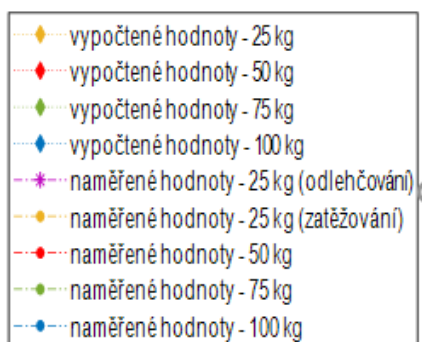 vypočtené hodnoty - 25 kg
vypočtené hodnoty - 50 kg
vypočtené hodnoty - 75 kg
vypočtené hodnoty - 100 kg
naměřené hodnoty - 25 kg (odlehčování)
naměřené hodnoty - 25 kg (zatěžování)
naměřené hodnoty - 50 kg
naměřené hodnoty - 75 kg
naměřené hodnoty - 100 kg